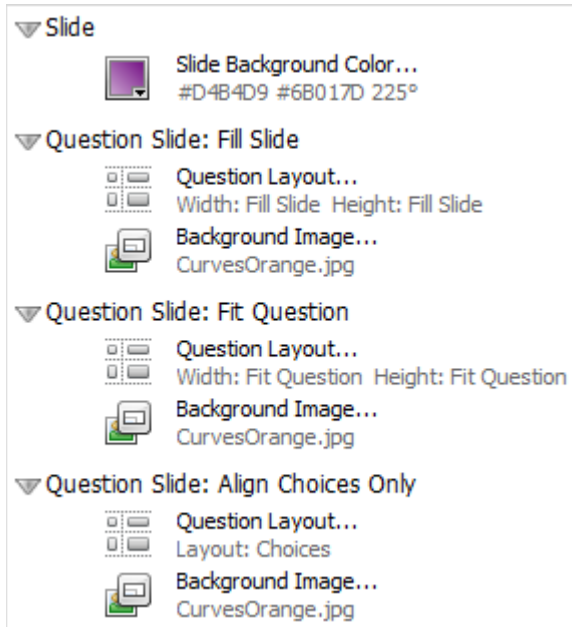 Slide
Slide Background Color...
#D4B4D9 #6B017D 225°
Question Slide: Fill Slide
Question Layout...
Width: Fill Slide Height: Fill Slide
Background Image...
CurvesOrange.jpg
Question Slide: Fit Question
Question Layout...
Width: Fit Question Height: Fit Question
Background Image...
CurvesOrange.jpg
Question Slide: Align Choices Only
Question Layout...
Layout: Choices
Background Image...
CurvesOrange.jpg